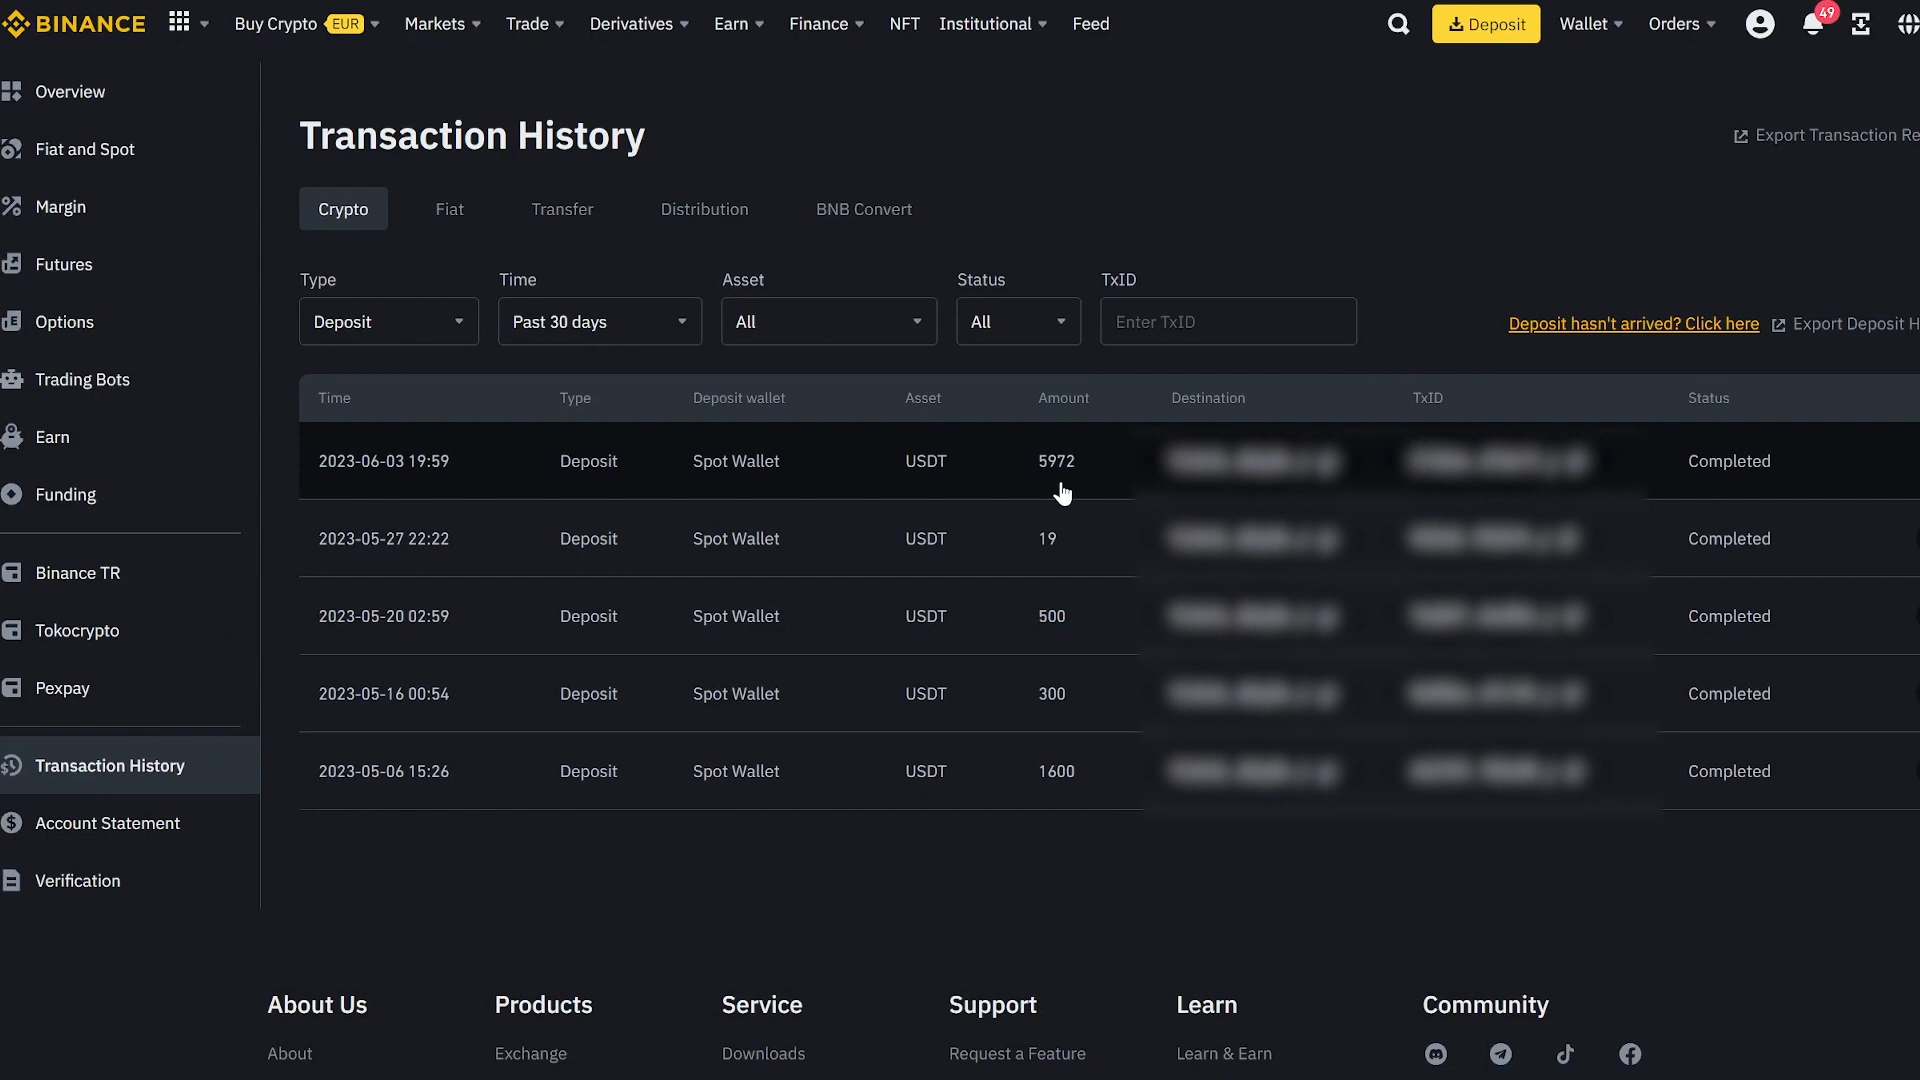 BINANCE
Buy Crypto EUR Markets Trade Derivatives Earn Finance NFT Institutional Feed
Deposit Wallet Orders 49
Overview
Fiat and Spot
Margin
Futures
Options
Trading Bots
Earn
Funding
Binance TR
Tokocrypto
Pexpay
Transaction History
Account Statement
Verification
Transaction History
Export Transaction Re
Crypto Fiat Transfer Distribution BNB Convert
Type Time Asset Status TxID
Deposit Past 30 days All All Enter TxID
Deposit hasn't arrived? Click here Export Deposit H
Time Type Deposit wallet Asset Amount Destination TxID Status
2023-06-03 19:59 Deposit Spot Wallet USDT 5972 Completed
2023-05-27 22:22 Deposit Spot Wallet USDT 19 Completed
2023-05-20 02:59 Deposit Spot Wallet USDT 500 Completed
2023-05-16 00:54 Deposit Spot Wallet USDT 300 Completed
2023-05-06 15:26 Deposit Spot Wallet USDT 1600 Completed
About Us Products Service Support Learn Community
About Exchange Downloads Request a Feature Learn & Earn